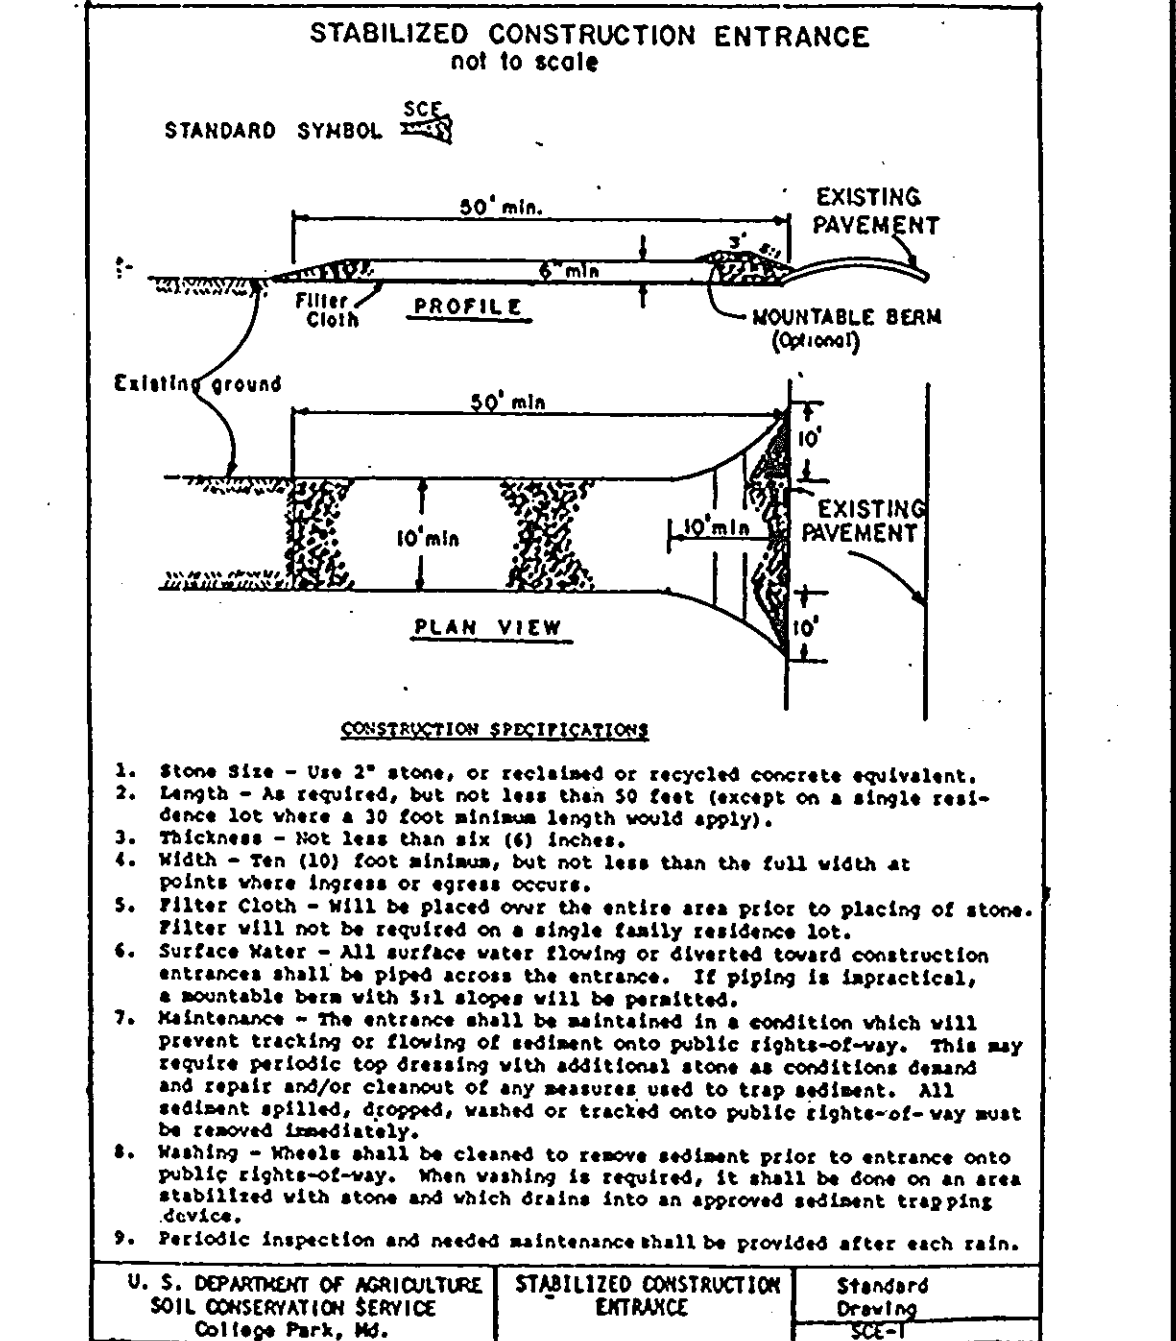 STABILIZED CONSTRUCTION ENTRANCE
not to scale
SCE
STANDARD SYMBOL
50' min.
EXISTING
PAVEMENT
3'
5:1
6" min
Filter
Cloth
PROFILE
MOUNTABLE BERM
(Optional)
Existing ground
50' min
10'
10' min
10' min
EXISTING
PAVEMENT
10'
PLAN VIEW
CONSTRUCTION SPECIFICATIONS
1. Stone Size - Use 2" stone, or reclaimed or recycled concrete equivalent.
2. Length - As required, but not less than 50 feet (except on a single resi-
dence lot where a 30 foot minimum length would apply).
3. Thickness - Not less than six (6) inches.
4. Width - Ten (10) foot minimum, but not less than the full width at
points where ingress or egress occurs.
5. Filter Cloth - Will be placed over the entire area prior to placing of stone.
Filter will not be required on a single family residence lot.
6. Surface Water - All surface water flowing or diverted toward construction
entrances shall be piped across the entrance. If piping is impractical,
a mountable berm with 5:1 slopes will be permitted.
7. Maintenance - The entrance shall be maintained in a condition which will
prevent tracking or flowing of sediment onto public rights-of-way. This may
require periodic top dressing with additional stone as conditions demand
and repair and/or cleanout of any measures used to trap sediment. All
sediment spilled, dropped, washed or tracked onto public rights-of-way must
be removed immediately.
8. Washing - Wheels shall be cleaned to remove sediment prior to entrance onto
public rights-of-way. When washing is required, it shall be done on an area
stabilized with stone and which drains into an approved sediment trapping
device.
9. Periodic inspection and needed maintenance shall be provided after each rain.
U. S. DEPARTMENT OF AGRICULTURE
SOIL CONSERVATION SERVICE
College Park, Md.
STABILIZED CONSTRUCTION
ENTRANCE
Standard
Drawing
SCE-1